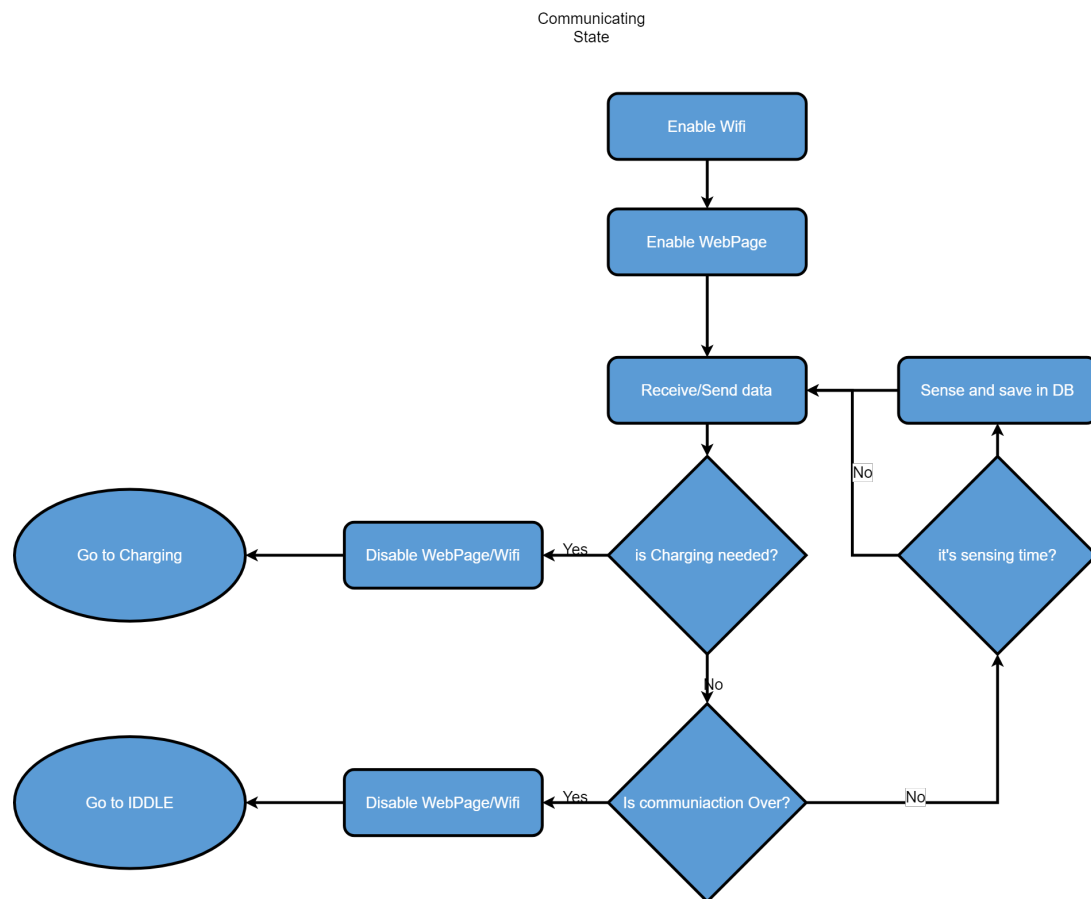 Communicating
State
Enable Wifi
Enable WebPage
Receive/Send data
Sense and save in DB
No
Go to Charging
Disable WebPage/Wifi
Yes
is Charging needed?
it's sensing time?
No
Go to IDDLE
Disable WebPage/Wifi
Yes
Is communiaction Over?
No